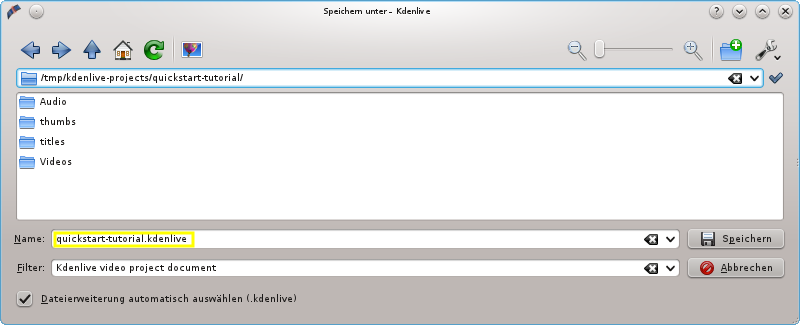 Speichern unter – Kdenlive
/tmp/kdenlive-projects/quickstart-tutorial/
Audio
thumbs
titles
Videos
Name: quickstart-tutorial.kdenlive Speichern
Filter: Kdenlive video project document Abbrechen
Dateierweiterung automatisch auswählen (.kdenlive)